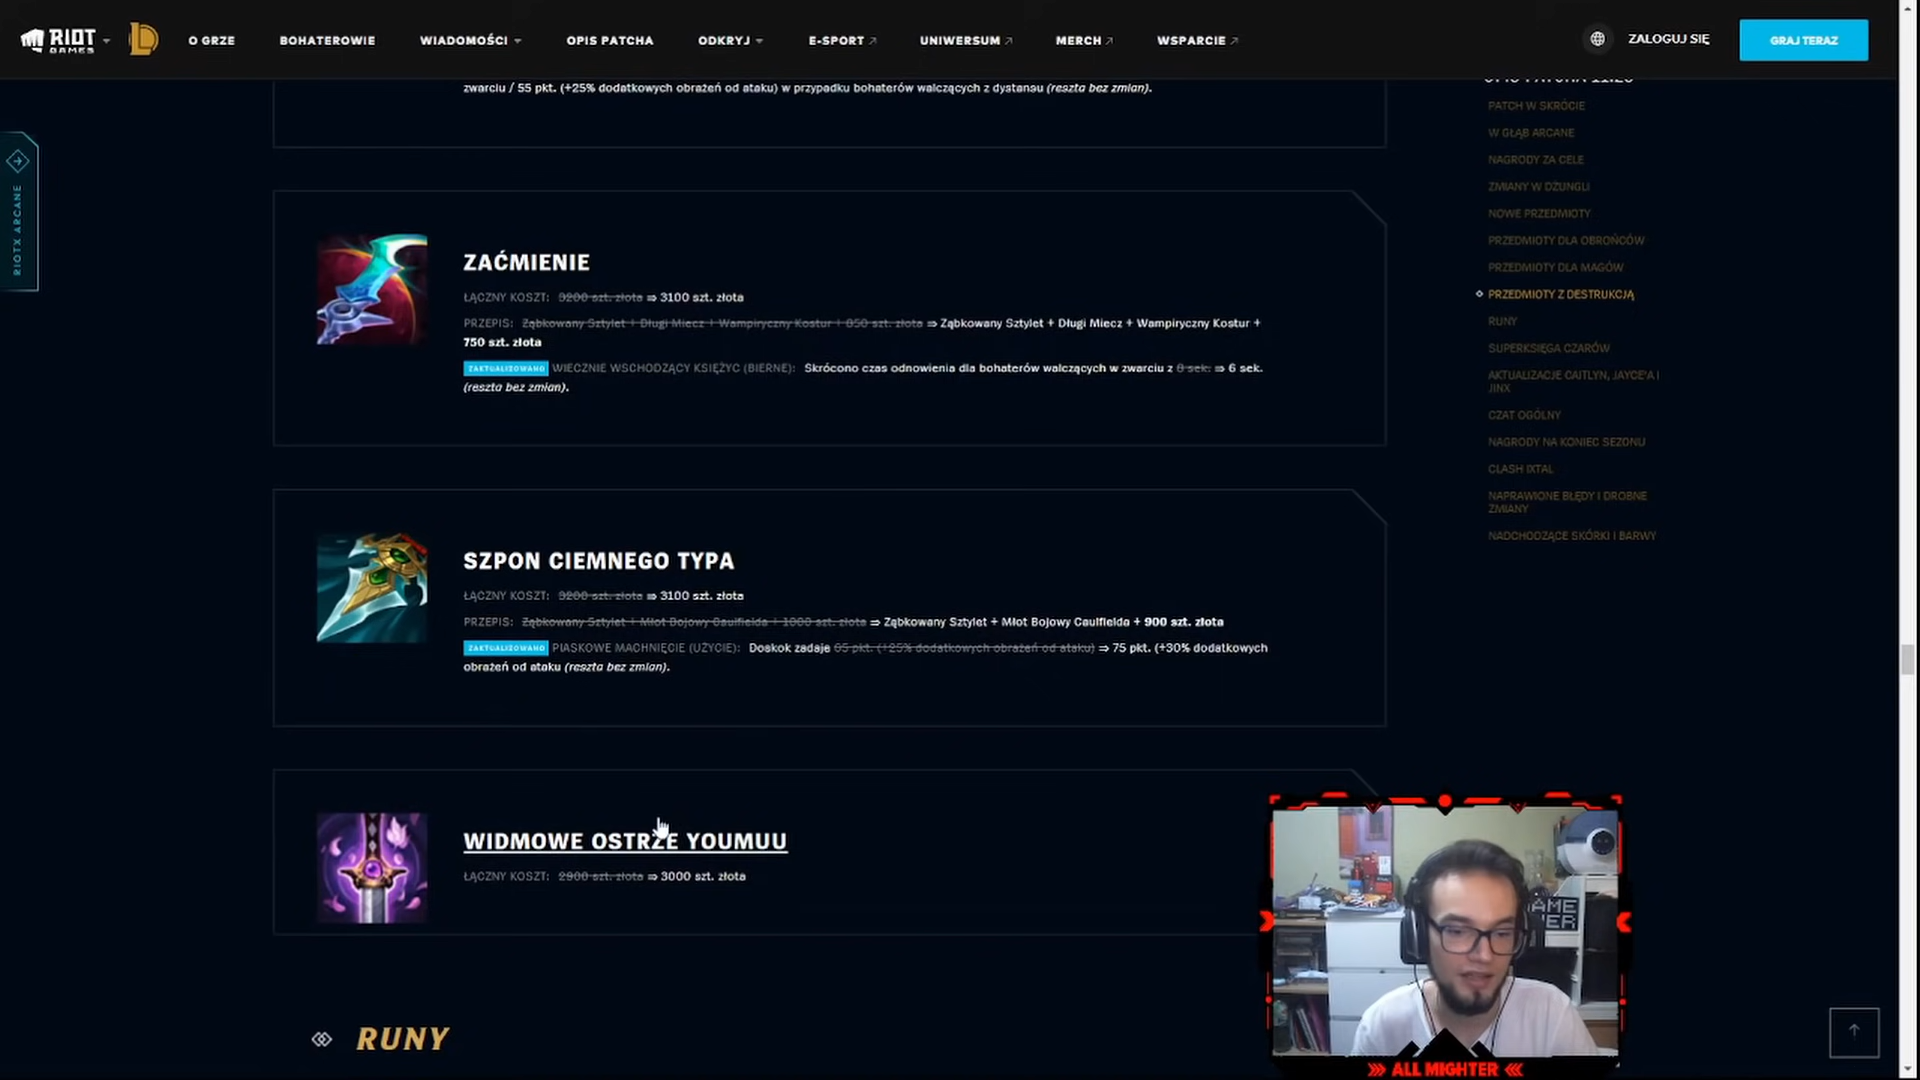 RIOT GAMES
O GRZE
BOHATEROWIE
WIADOMOŚCI
OPIS PATCHA
ODKRYJ
E-SPORT
UNIWERSUM
MERCH
WSPARCIE
ZALOGUJ SIĘ
GRAJ TERAZ
RIOTX ARCANE
zwarciu / 55 pkt. (+25% dodatkowych obrażeń od ataku) w przypadku bohaterów walczących z dystansu (reszta bez zmian).
ZAĆMIENIE
ŁĄCZNY KOSZT: 3200 szt. złota ⇒ 3100 szt. złota
PRZEPIS: Ząbkowany Sztylet + Długi Miecz + Wampiryczny Kostur + 850 szt. złota ⇒ Ząbkowany Sztylet + Długi Miecz + Wampiryczny Kostur +
750 szt. złota
ZAKTUALIZOWANO WIECZNIE WSCHODZĄCY KSIĘŻYC (BIERNE): Skrócono czas odnowienia dla bohaterów walczących w zwarciu z 8 sek. ⇒ 6 sek.
(reszta bez zmian).
SZPON CIEMNEGO TYPA
ŁĄCZNY KOSZT: 3200 szt. złota ⇒ 3100 szt. złota
PRZEPIS: Ząbkowany Sztylet + Młot Bojowy Caulfielda + 1000 szt. złota ⇒ Ząbkowany Sztylet + Młot Bojowy Caulfielda + 900 szt. złota
ZAKTUALIZOWANO PIASKOWE MACHNIĘCIE (UŻYCIE): Doskok zadaje 65 pkt. (+25% dodatkowych obrażeń od ataku) ⇒ 75 pkt. (+30% dodatkowych
obrażeń od ataku (reszta bez zmian).
WIDMOWE OSTRZE YOUMUU
ŁĄCZNY KOSZT: 2900 szt. złota ⇒ 3000 szt. złota
RUNY
OPIS PATCHA 11.23
PATCH W SKRÓCIE
W GŁĄB ARCANE
NAGRODY ZA CELE
ZMIANY W DŻUNGLI
NOWE PRZEDMIOTY
PRZEDMIOTY DLA OBROŃCÓW
PRZEDMIOTY DLA MAGÓW
PRZEDMIOTY Z DESTRUKCJĄ
RUNY
SUPERKSIĘGA CZARÓW
AKTUALIZACJE CAITLYN, JAYCE'A I
JINX
CZAT OGÓLNY
NAGRODY NA KONIEC SEZONU
CLASH IXTAL
NAPRAWIONE BŁĘDY I DROBNE
ZMIANY
NADCHODZĄCE SKÓRKI I BARWY
ALL MIGHTER